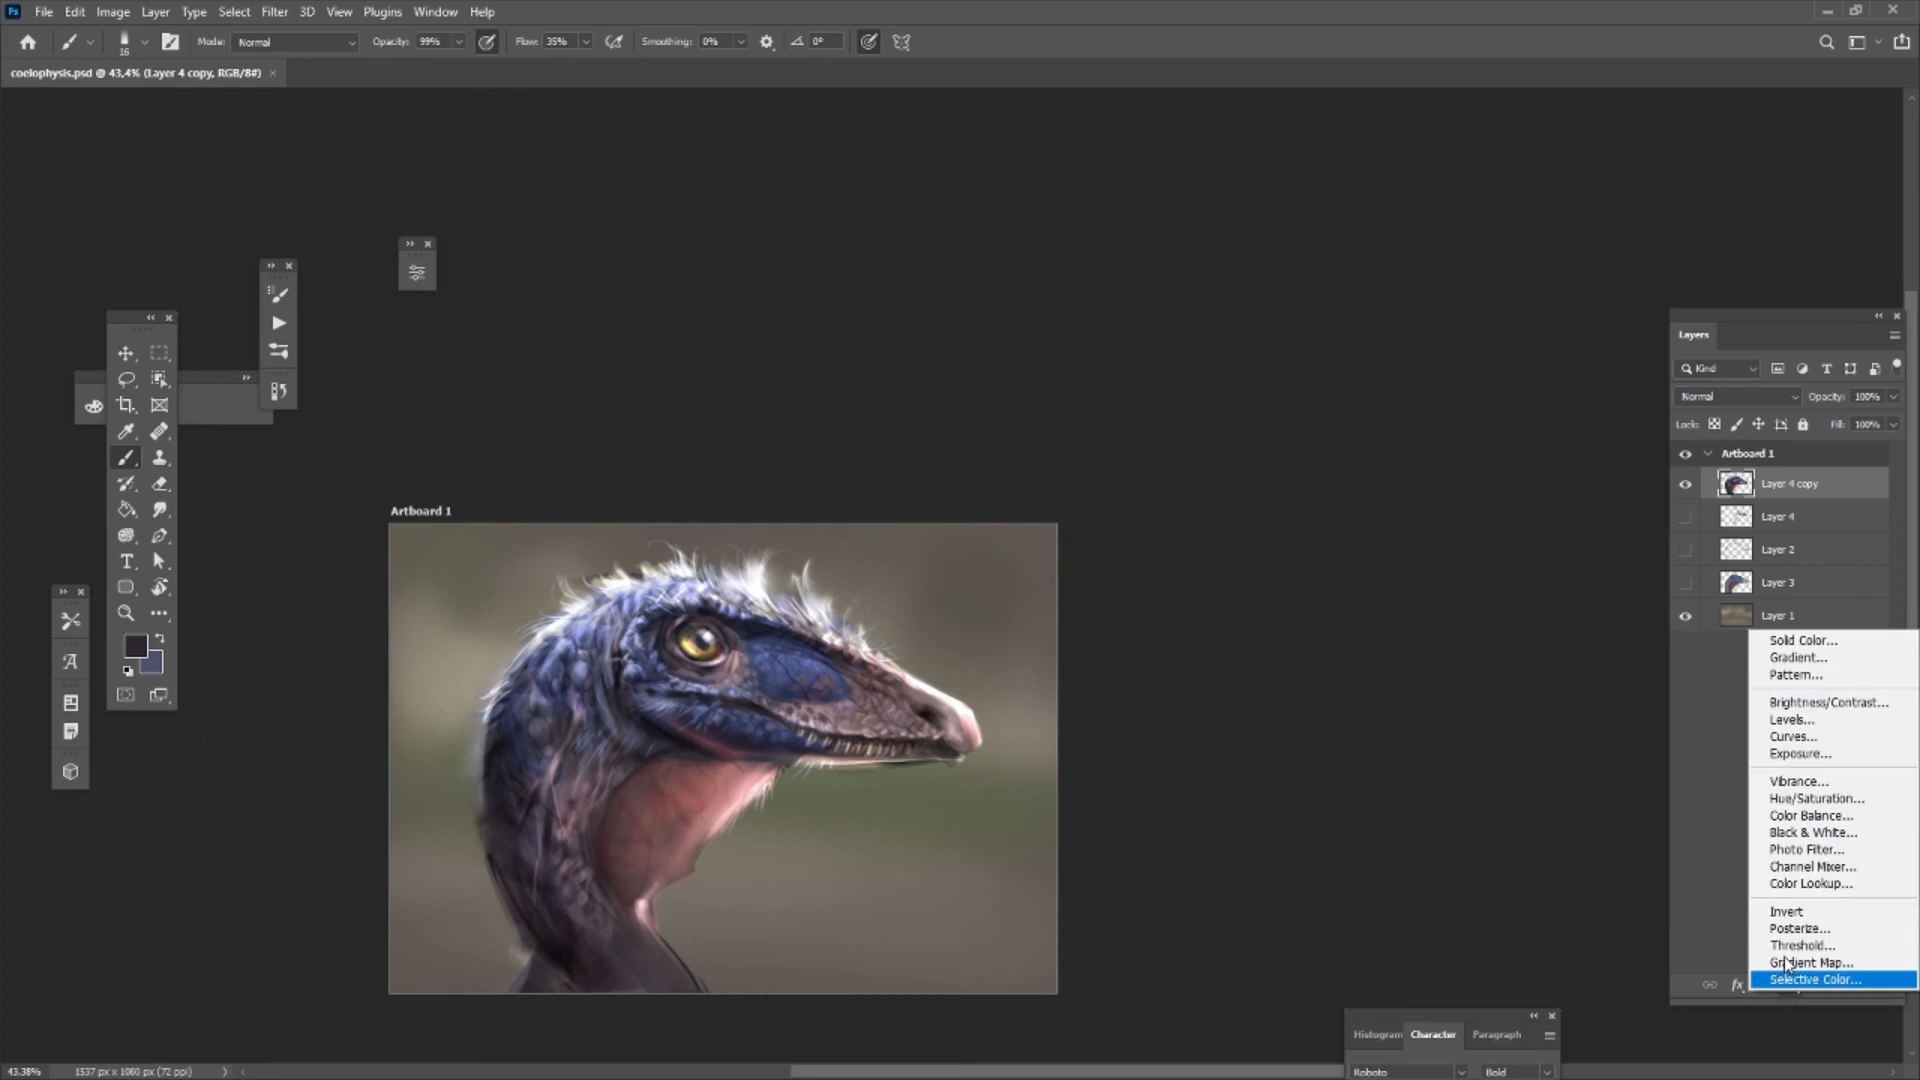 Ps File Edit Image Layer Type Select Filter 3D View Plugins Window Help
16 Mode: Normal Opacity: 99% Flow: 35% Smoothing: 0% 0°
coelophysis.psd @ 43,4% (Layer 4 copy, RGB/8#)
Layers
Kind
Normal Opacity: 100%
Lock: Fill: 100%
Artboard 1
Layer 4 copy
Layer 4
Layer 2
Layer 3
Layer 1
Artboard 1
Solid Color...
Gradient...
Pattern...
Brightness/Contrast...
Levels...
Curves...
Exposure...
Vibrance...
Hue/Saturation...
Color Balance...
Black & White...
Photo Filter...
Channel Mixer...
Color Lookup...
Invert
Posterize...
Threshold...
Gradient Map...
Selective Color...
fx
Histogram Character Paragraph
Roboto Bold
43.38% 1537 px x 1080 px (72 ppi)